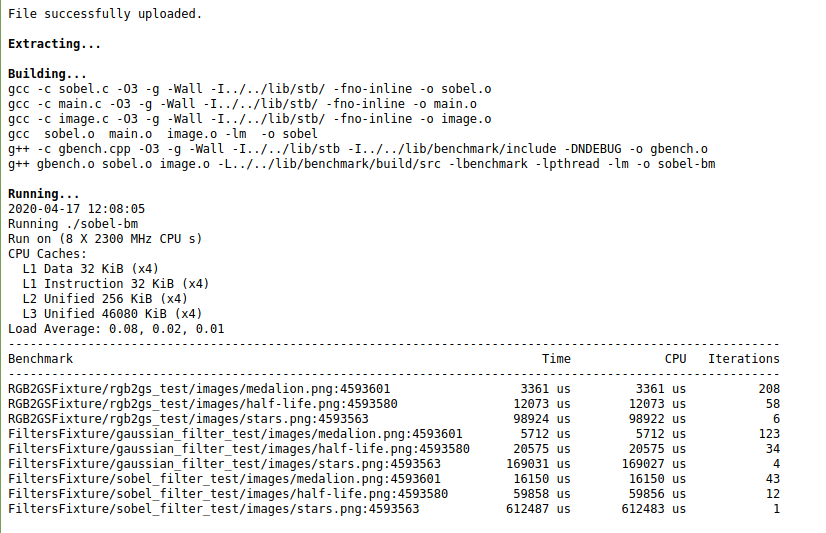 File successfully uploaded.
Extracting...
Building...
gcc -c sobel.c -O3 -g -Wall -I../../lib/stb/ -fno-inline -o sobel.o
gcc -c main.c -O3 -g -Wall -I../../lib/stb/ -fno-inline -o main.o
gcc -c image.c -O3 -g -Wall -I../../lib/stb/ -fno-inline -o image.o
gcc  sobel.o  main.o  image.o -lm  -o sobel
g++ -c gbench.cpp -O3 -g -Wall -I../../lib/stb -I../../lib/benchmark/include -DNDEBUG -o gbench.o
g++ gbench.o sobel.o image.o -L../../lib/benchmark/build/src -lbenchmark -lpthread -lm -o sobel-bm
Running...
2020-04-17 12:08:05
Running ./sobel-bm
Run on (8 X 2300 MHz CPU s)
CPU Caches:
  L1 Data 32 KiB (x4)
  L1 Instruction 32 KiB (x4)
  L2 Unified 256 KiB (x4)
  L3 Unified 46080 KiB (x4)
Load Average: 0.08, 0.02, 0.01
-----------------------------------------------------------------------------------------------------------
Benchmark                                                                 Time             CPU   Iterations
-----------------------------------------------------------------------------------------------------------
RGB2GSFixture/rgb2gs_test/images/medalion.png:4593601                  3361 us         3361 us          208
RGB2GSFixture/rgb2gs_test/images/half-life.png:4593580                12073 us        12073 us           58
RGB2GSFixture/rgb2gs_test/images/stars.png:4593563                    98924 us        98922 us            6
FiltersFixture/gaussian_filter_test/images/medalion.png:4593601        5712 us         5712 us          123
FiltersFixture/gaussian_filter_test/images/half-life.png:4593580      20575 us        20575 us           34
FiltersFixture/gaussian_filter_test/images/stars.png:4593563         169031 us       169027 us            4
FiltersFixture/sobel_filter_test/images/medalion.png:4593601          16150 us        16150 us           43
FiltersFixture/sobel_filter_test/images/half-life.png:4593580         59858 us        59856 us           12
FiltersFixture/sobel_filter_test/images/stars.png:4593563            612487 us       612483 us            1